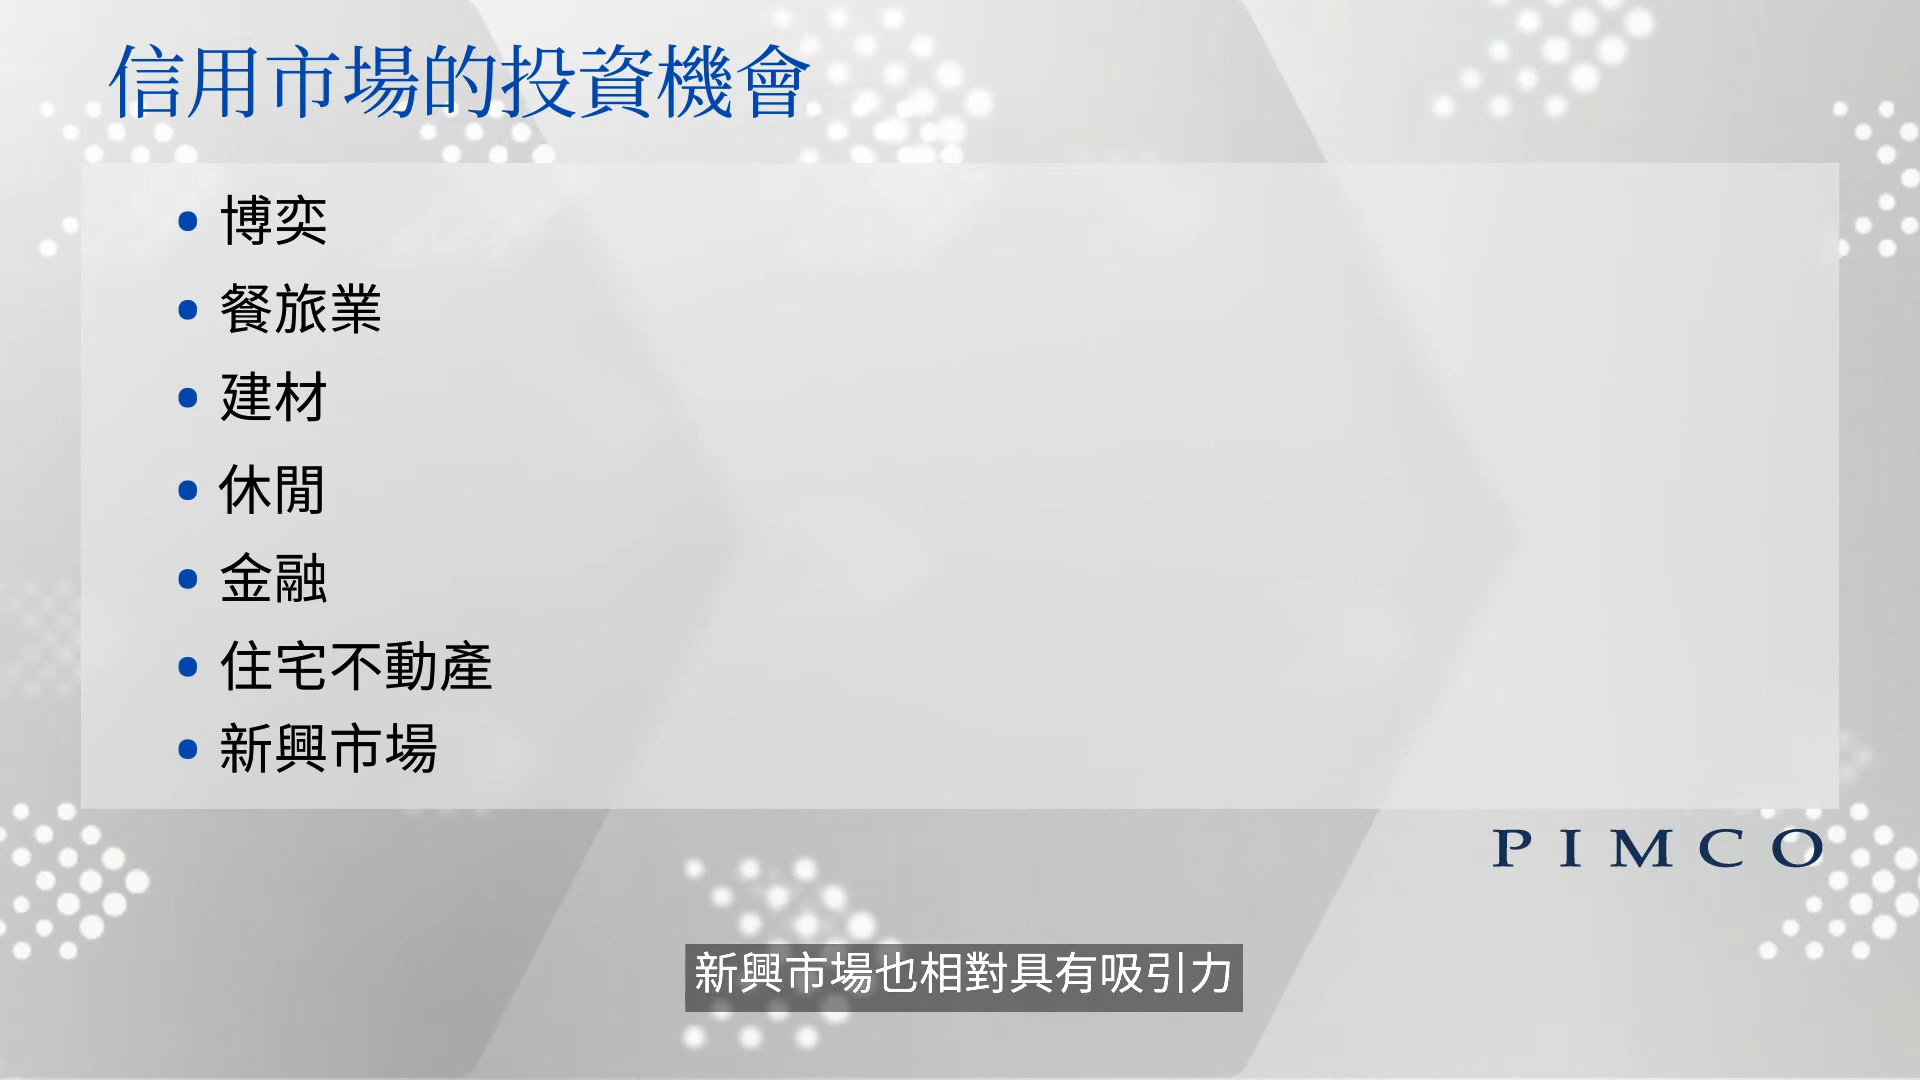 信用市場的投資機會
• 博奕
• 餐旅業
• 建材
• 休閒
• 金融
• 住宅不動產
• 新興市場
PIMCO
新興市場也相對具有吸引力